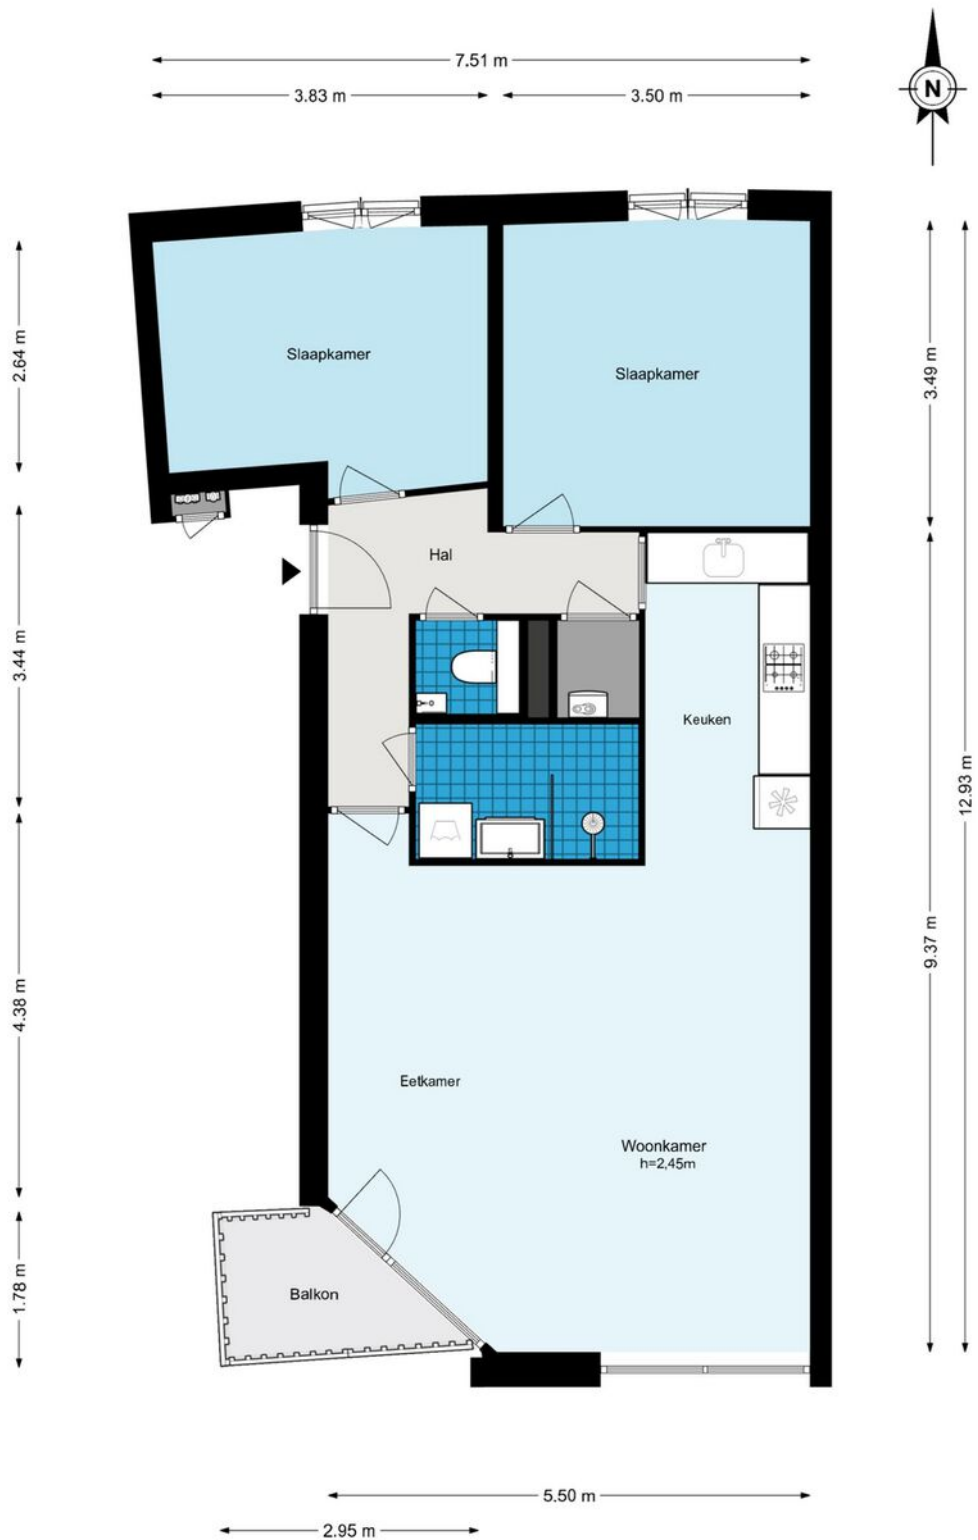 7.51 m
3.83 m
3.50 m
N
2.64 m
3.49 m
Slaapkamer
Slaapkamer
Hal
3.44 m
Keuken
12.93 m
9.37 m
4.38 m
Eetkamer
Woonkamer
h=2,45m
Balkon
1.78 m
5.50 m
2.95 m